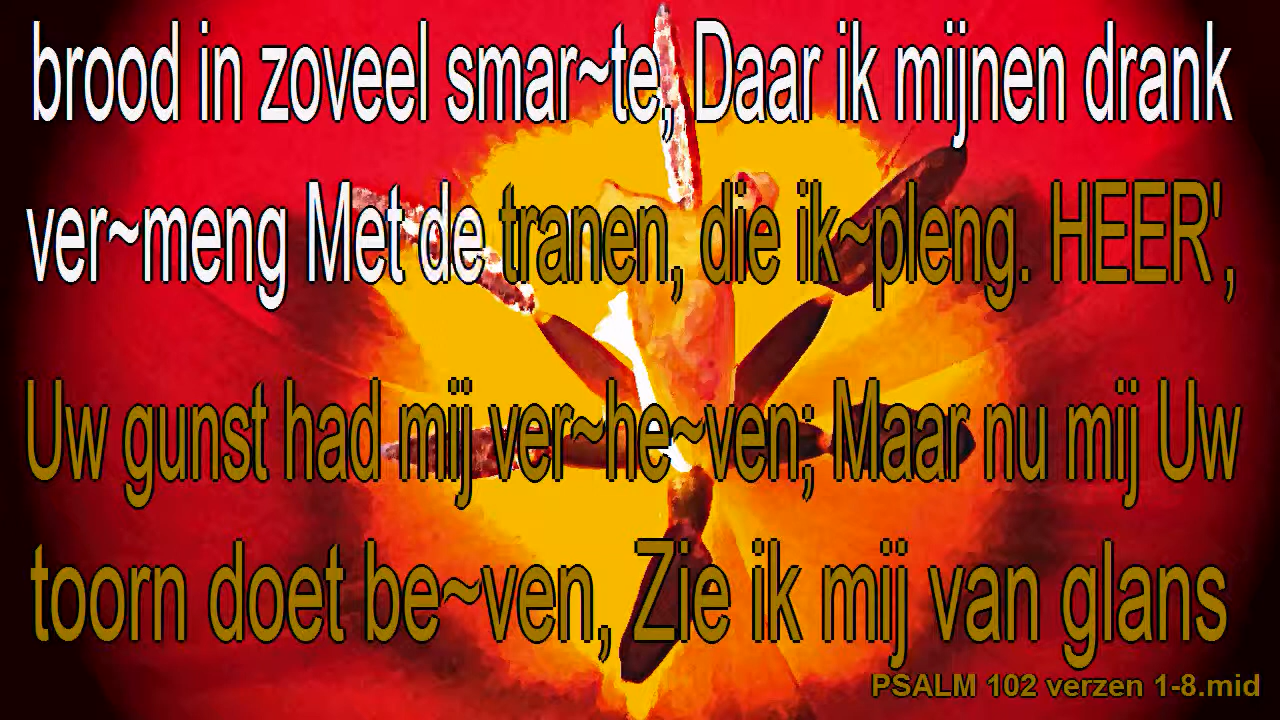 brood in zoveel smar~te, Daar ik mijnen drank
ver~meng Met de tranen, die ik~pleng. HEER',
Uw gunst had mij ver~he~ven; Maar nu mij Uw
toorn doet be~ven, Zie ik mij van glans
PSALM 102 verzen 1-8.mid